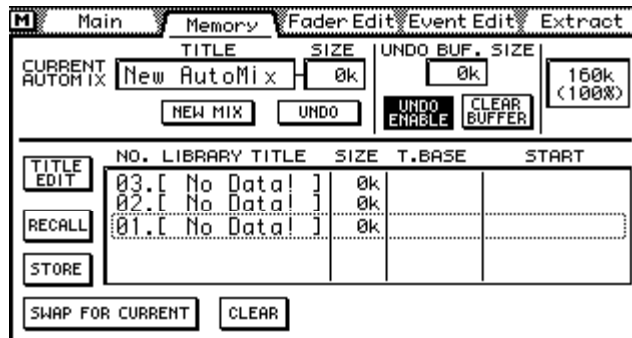 M Main Memory Fader Edit Event Edit Extract
TITLE SIZE UNDO BUF. SIZE
CURRENT AUTOMIX New AutoMix 0k 0k 160k (100%)
NEW MIX UNDO UNDO ENABLE CLEAR BUFFER
NO. LIBRARY TITLE SIZE T.BASE START
TITLE EDIT
03.[ No Data! ] 0k
02.[ No Data! ] 0k
RECALL 01.[ No Data! ] 0k
STORE
SWAP FOR CURRENT CLEAR